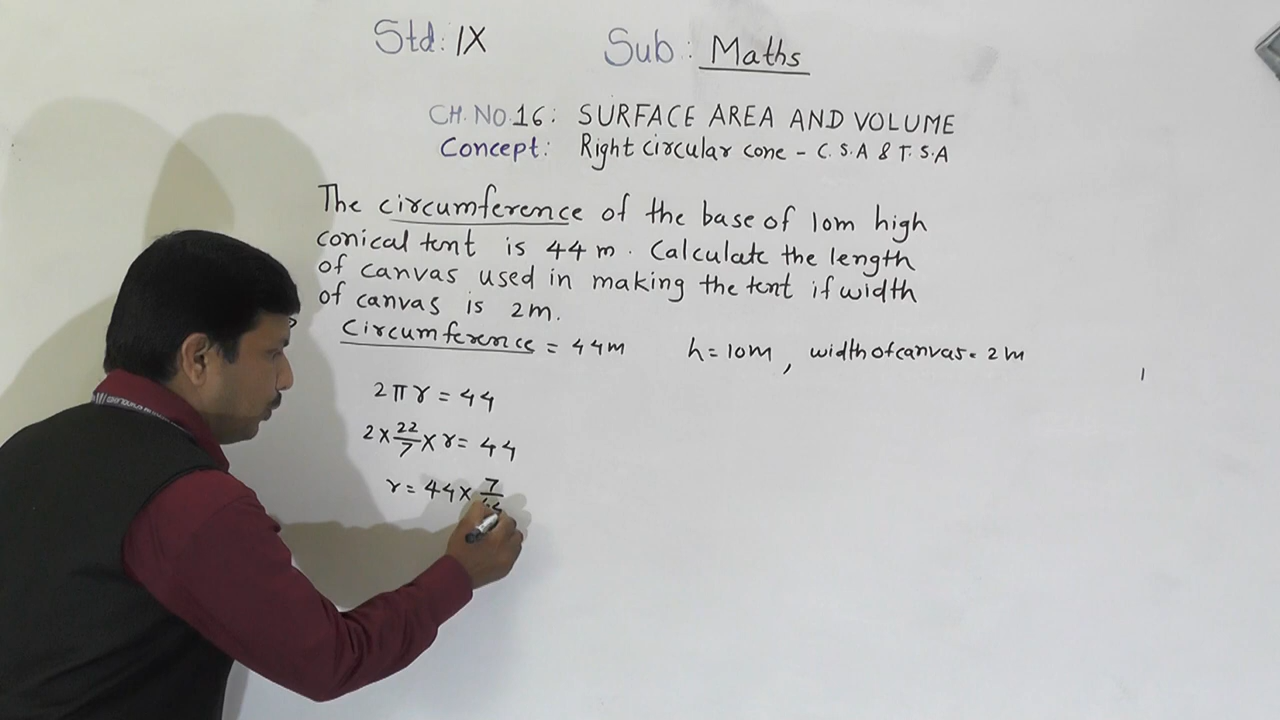 Std: IX Sub: Maths
CH. NO. 16: SURFACE AREA AND VOLUME
Concept: Right circular cone - C. S. A & T. S. A
The circumference of the base of 10m high
conical tent is 44 m. Calculate the length
of canvas used in making the tent if width
of canvas is 2m.
Circumference = 44m h = 10m, width of canvas = 2m
2πr = 44
2 × 22/7 × r = 44
r = 44 × 7/44